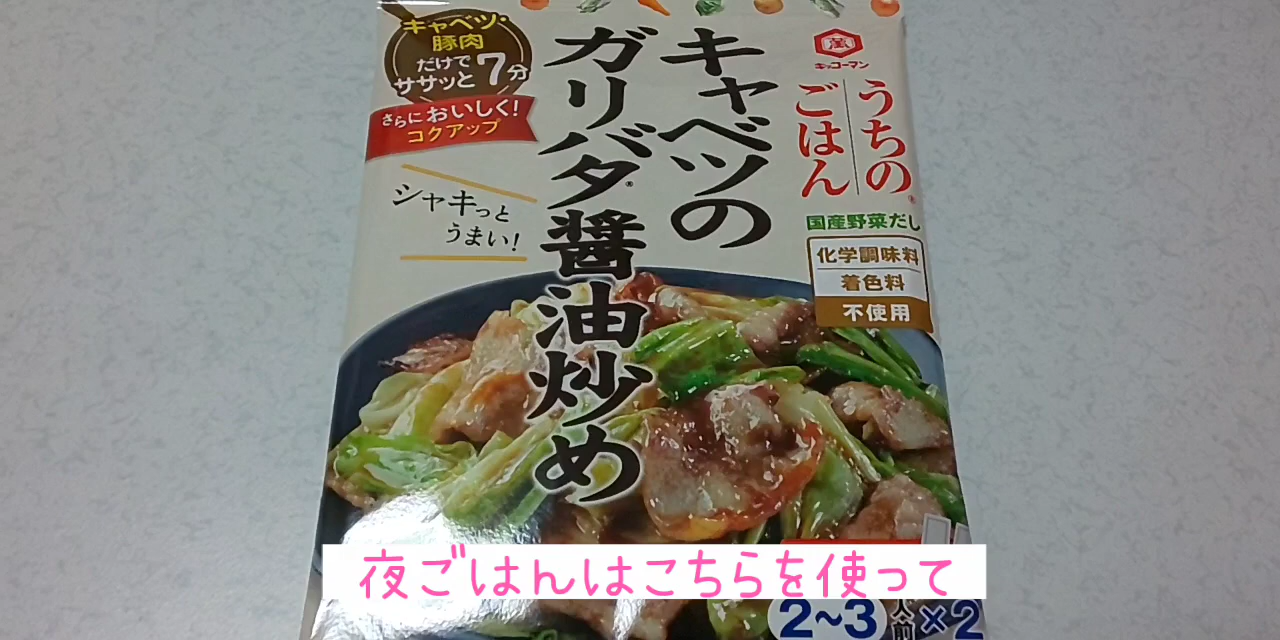 キッコーマン
うちの
ごはん
キャベツの
ガリバタ®醤油炒め
キャベツ・
豚肉
だけで
ササッと7分
さらにおいしく!
コクアップ
シャキっと
うまい!
国産野菜だし
化学調味料
着色料
不使用
夜ごはんはこちらを使って
2~3人前×2